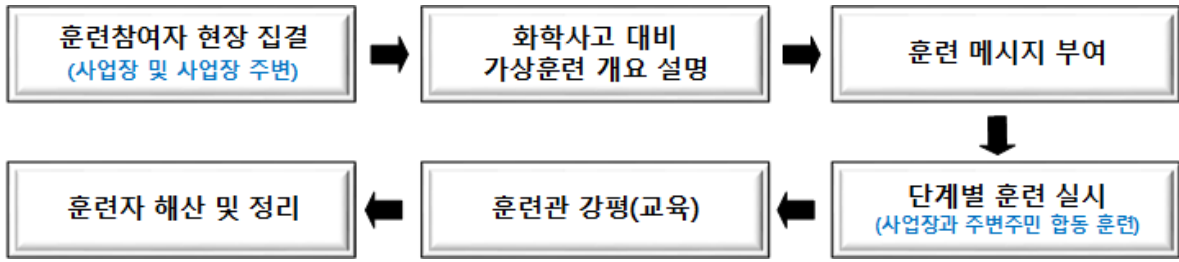 훈련참여자 현장 집결
(사업장 및 사업장 주변)
화학사고 대비
가상훈련 개요 설명
훈련 메시지 부여
단계별 훈련 실시
(사업장과 주변주민 합동 훈련)
훈련관 강평(교육)
훈련자 해산 및 정리